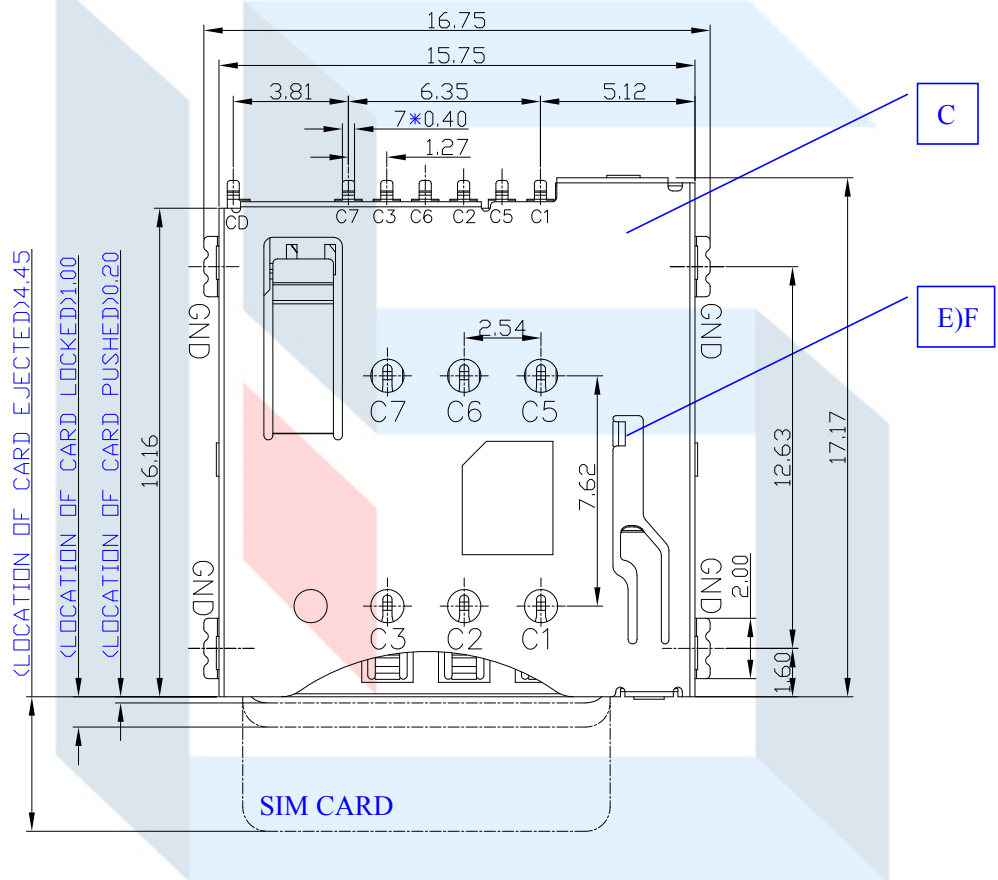 16.75
15.75
3.81
6.35
5.12
7*0.40
1.27
C
CD
C7
C3
C6
C2
C5
C1
GND
GND
E)F
2.54
C7
C6
C5
<LOCATION OF CARD EJECTED>4.45
<LOCATION OF CARD LOCKED>1.00
<LOCATION OF CARD PUSHED>0.20
16.16
7.62
12.63
17.17
GND
GND
2.00
C3
C2
C1
1.60
SIM CARD